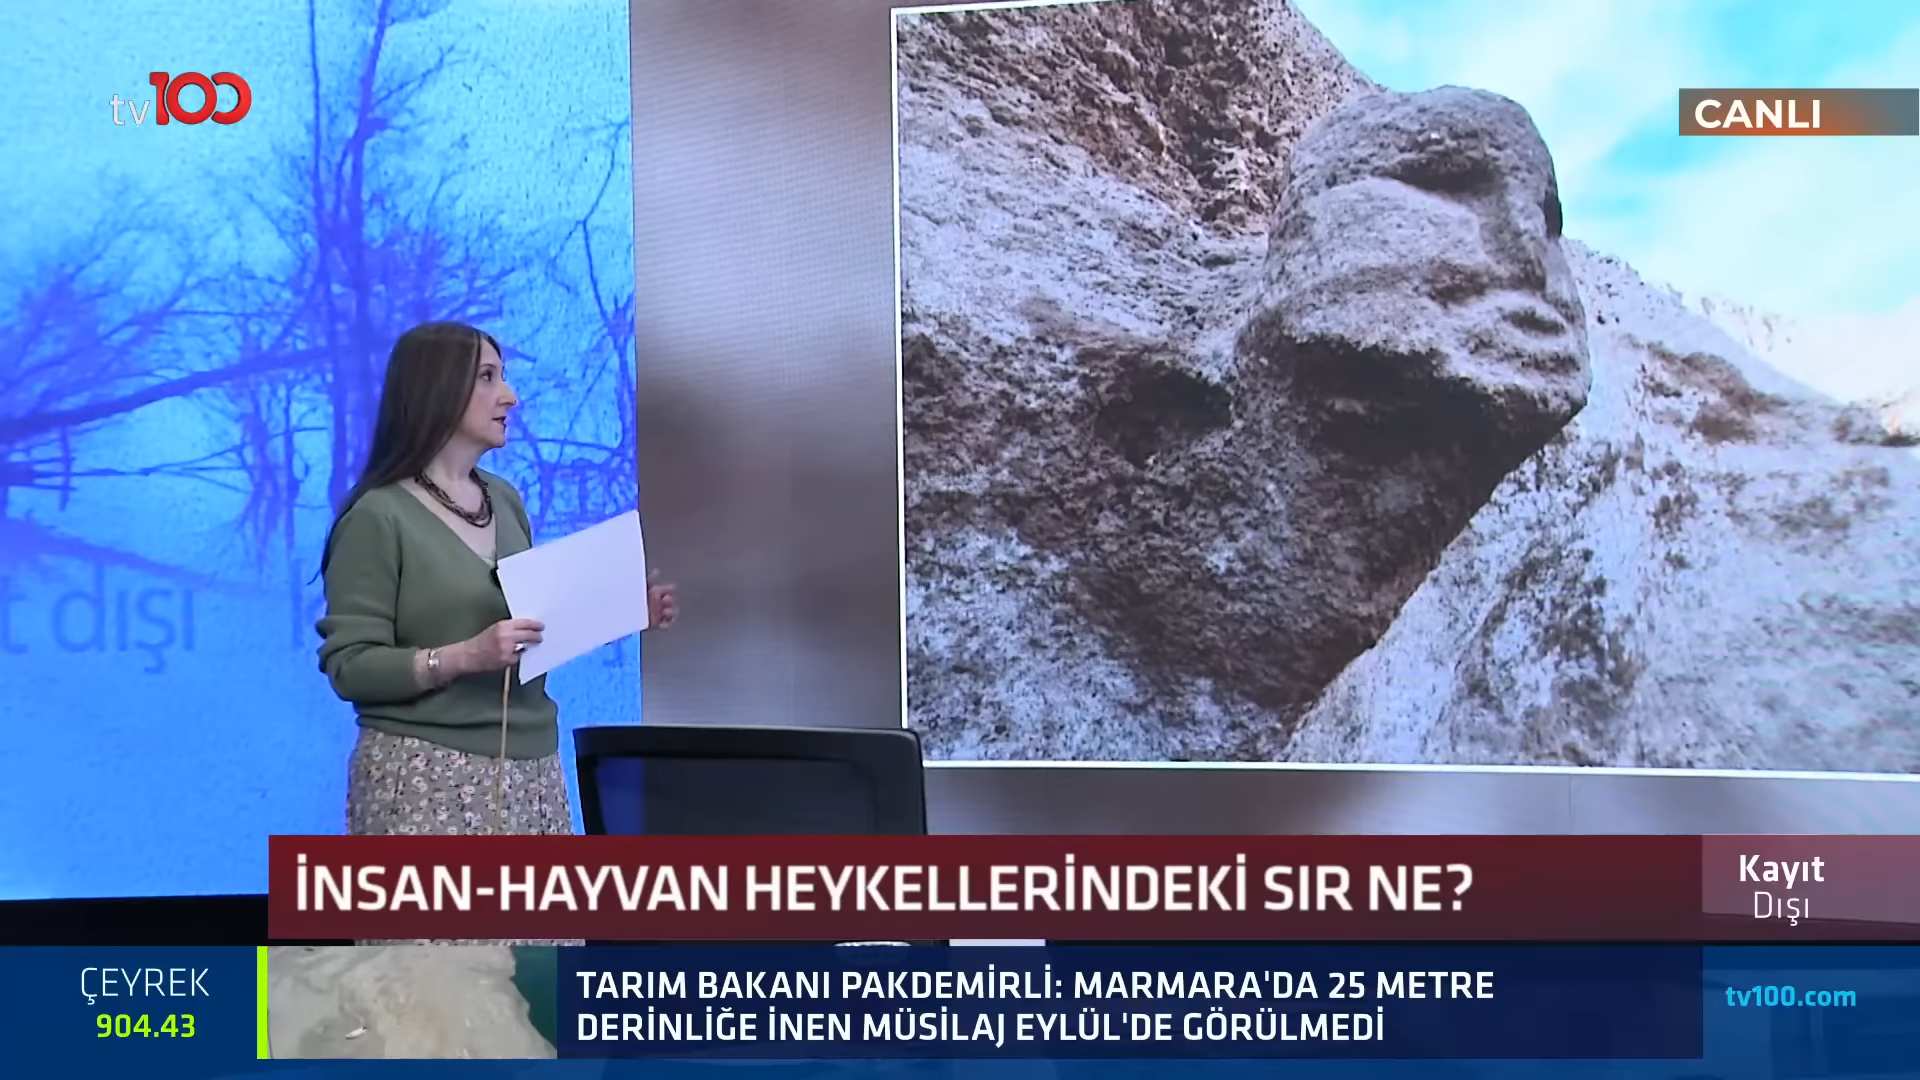 tv100
CANLI
t dışı
İNSAN-HAYVAN HEYKELLERİNDEKİ SIR NE?
Kayıt
Dışı
ÇEYREK
904.43
TARIM BAKANI PAKDEMİRLİ: MARMARA'DA 25 METRE
DERİNLİĞE İNEN MÜSİLAJ EYLÜL'DE GÖRÜLMEDİ
tv100.com